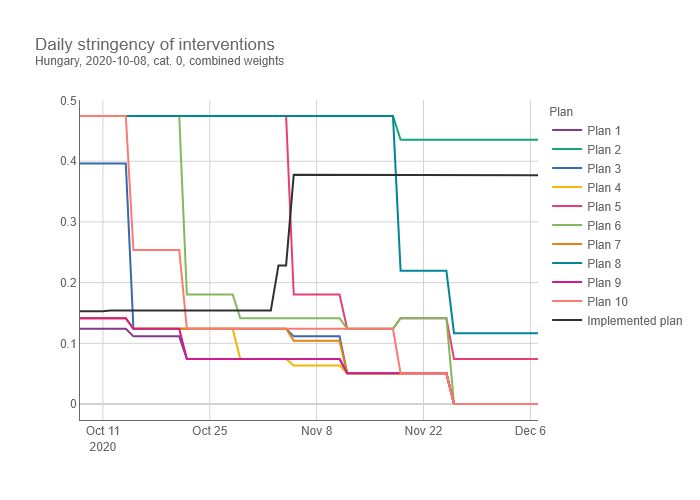 Daily stringency of interventions
Hungary, 2020-10-08, cat. 0, combined weights
0.5
0.4
0.3
0.2
0.1
0
Oct 11
2020
Oct 25
Nov 8
Nov 22
Dec 6
Plan
Plan 1
Plan 2
Plan 3
Plan 4
Plan 5
Plan 6
Plan 7
Plan 8
Plan 9
Plan 10
Implemented plan